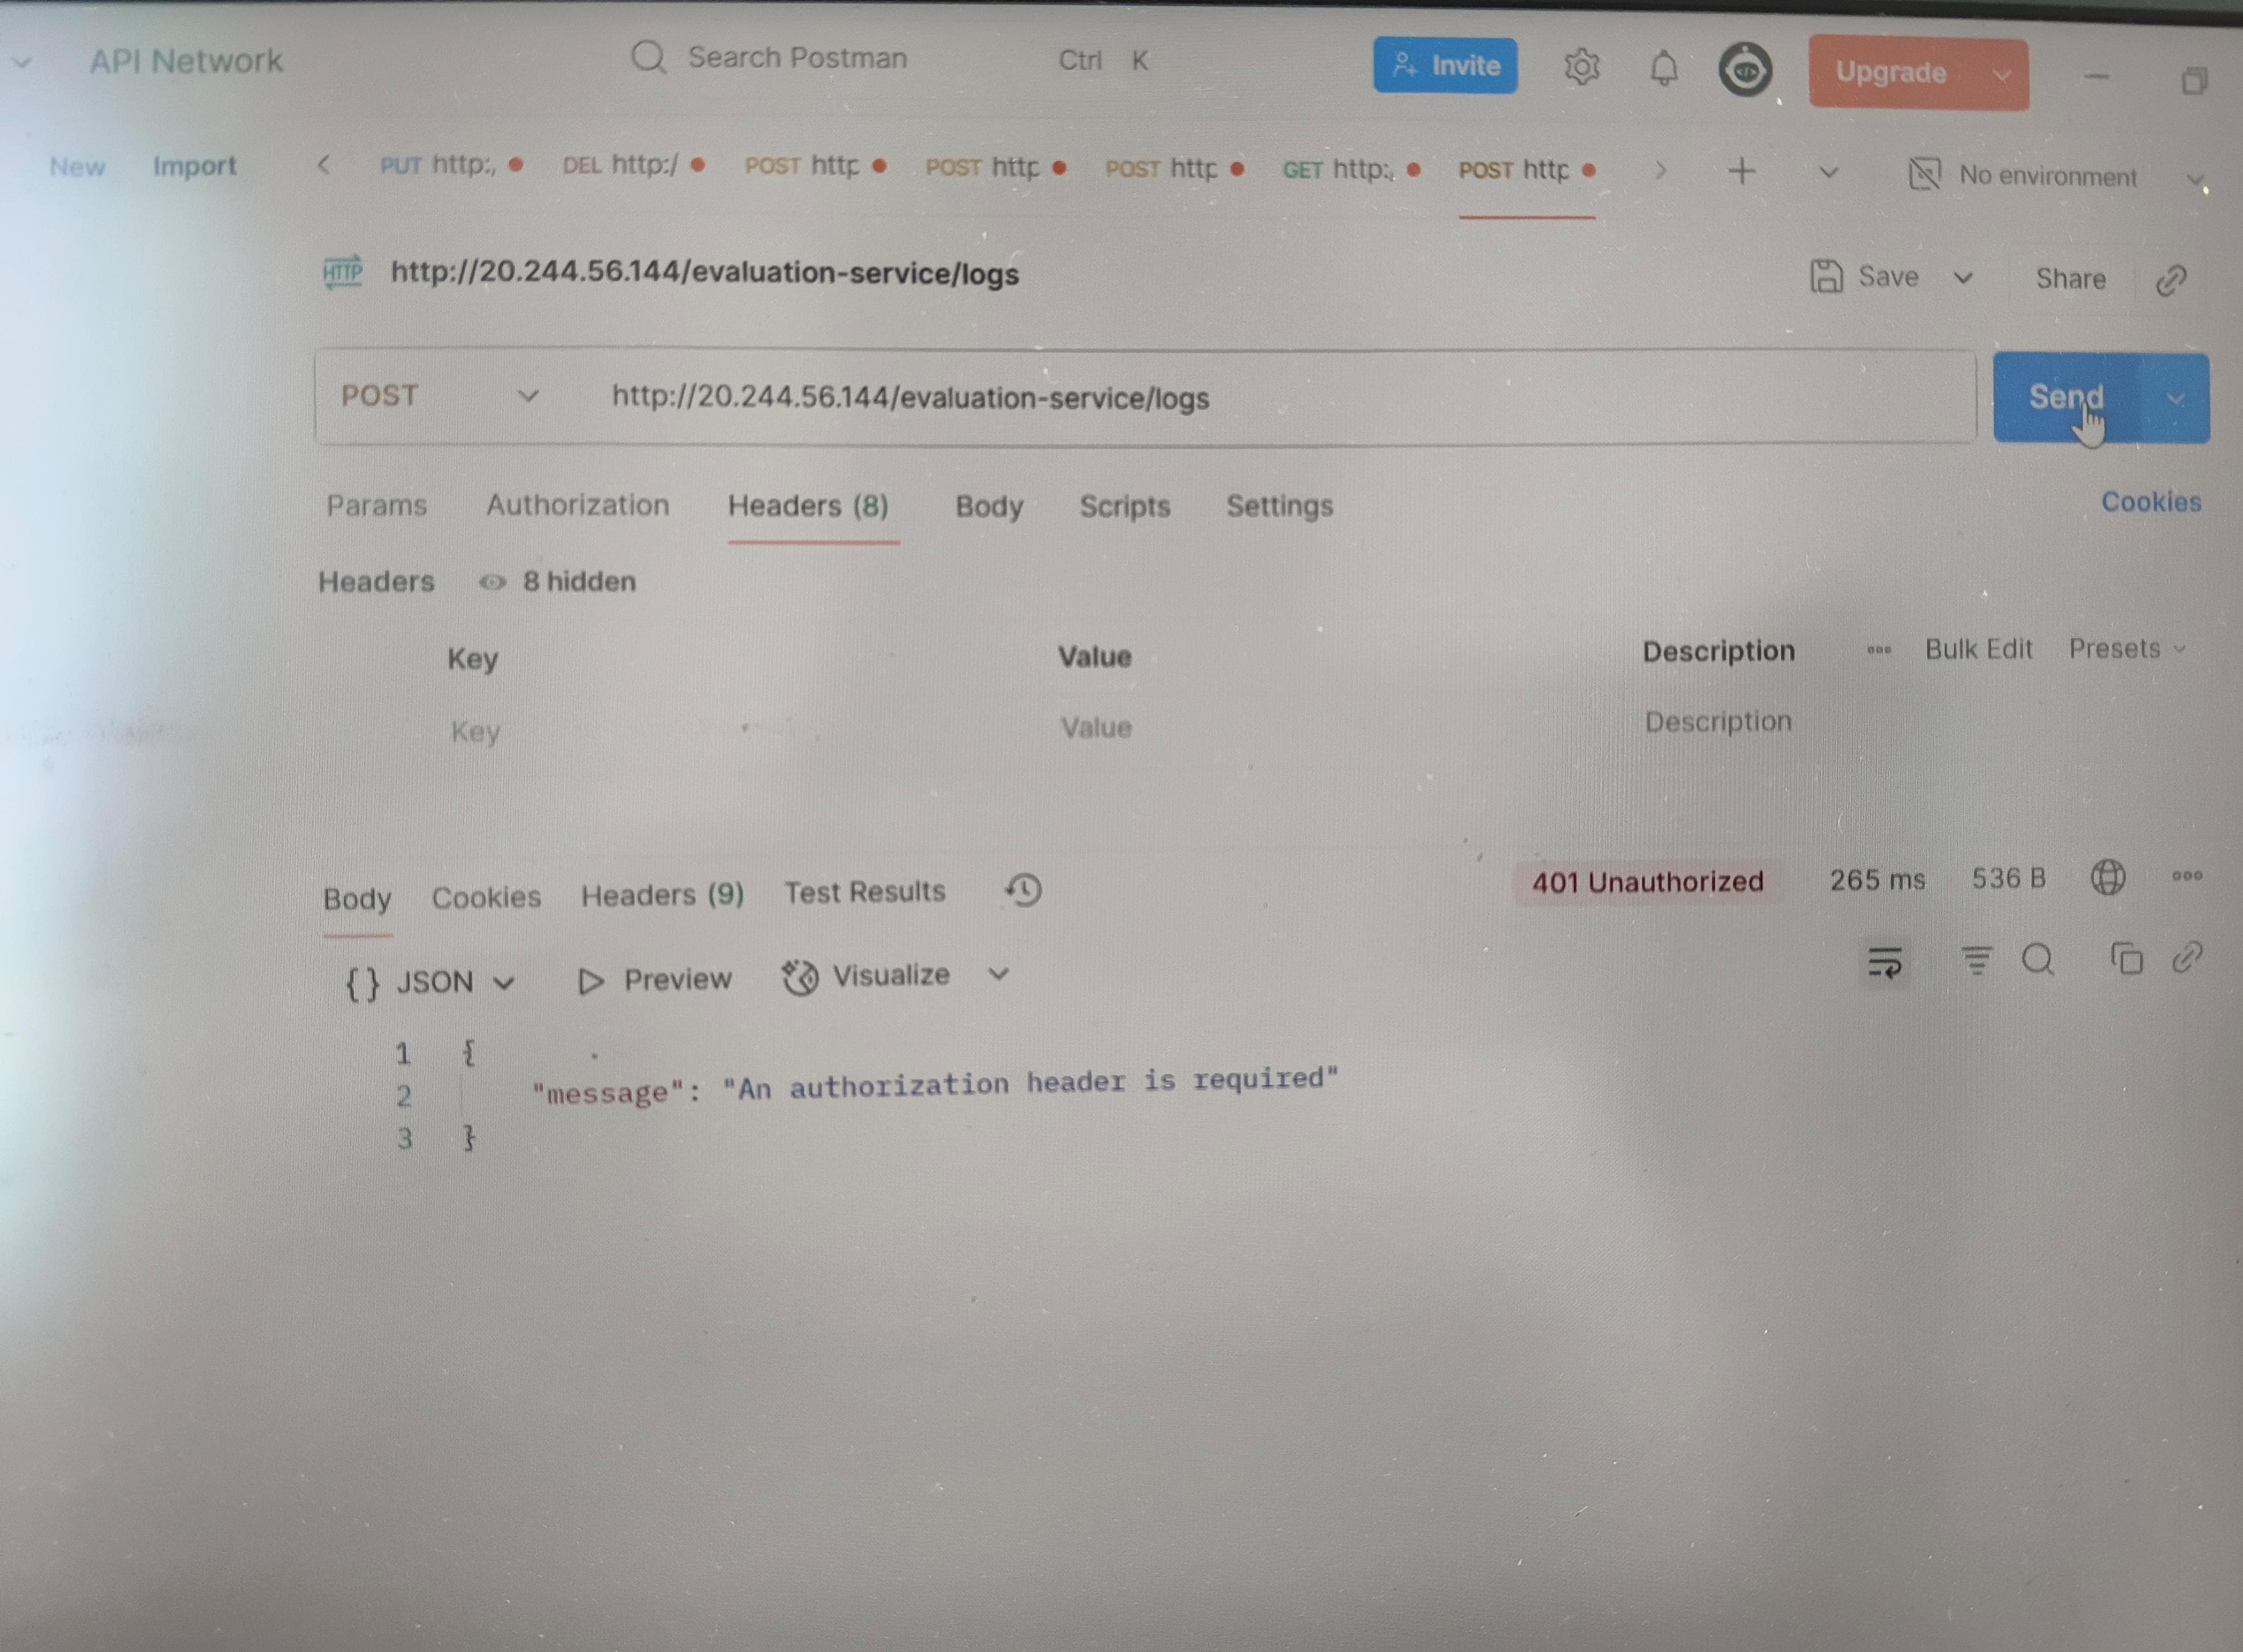 API Network
Search Postman Ctrl K
Invite
Upgrade
New Import
PUT http:, DEL http:/ POST http POST http POST http GET http:, POST http
No environment
HTTP http://20.244.56.144/evaluation-service/logs
Save Share
POST http://20.244.56.144/evaluation-service/logs
Send
Params Authorization Headers (8) Body Scripts Settings Cookies
Headers 8 hidden
Key Value Description Bulk Edit Presets
Key Value Description
Body Cookies Headers (9) Test Results 401 Unauthorized 265 ms 536 B
{} JSON Preview Visualize
1 {
2 "message": "An authorization header is required"
3 }